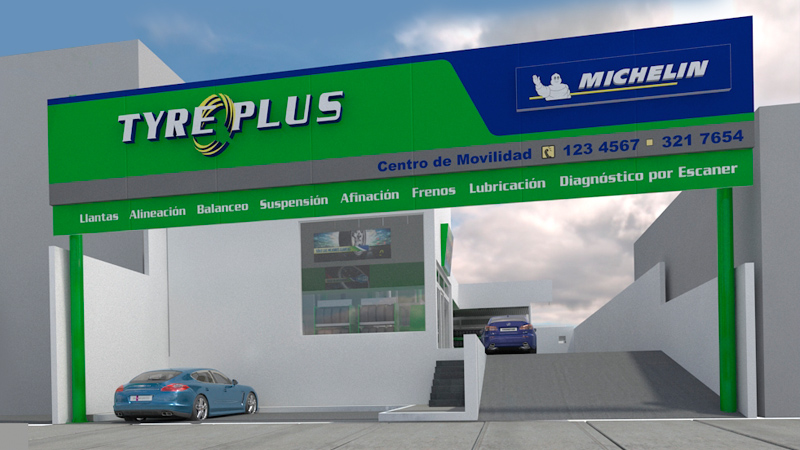 TYREPLUS
MICHELIN
Centro de Movilidad 123 4567 · 321 7654
Llantas Alineación Balanceo Suspensión Afinación Frenos Lubricación Diagnóstico por Escaner